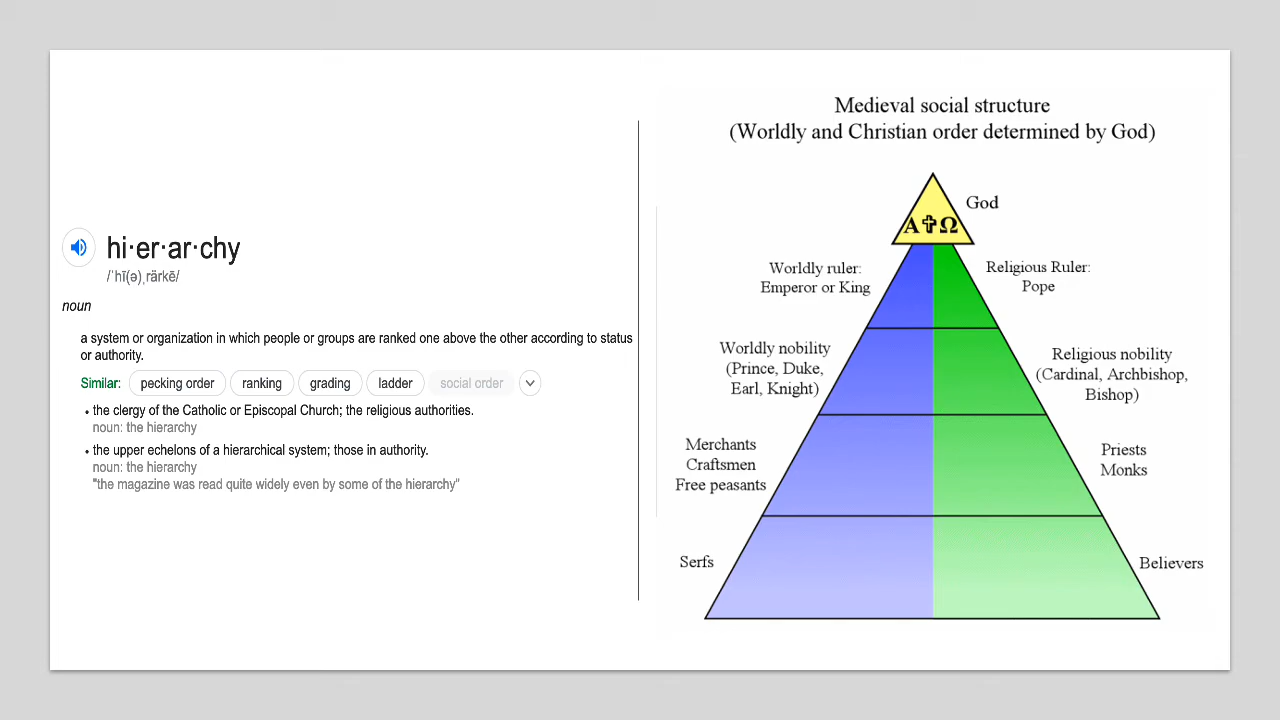 hi·er·ar·chy
/ˈhī(ə)ˌrärkē/
noun
a system or organization in which people or groups are ranked one above the other according to status
or authority.
Similar: pecking order ranking grading ladder social order
• the clergy of the Catholic or Episcopal Church; the religious authorities.
noun: the hierarchy
• the upper echelons of a hierarchical system; those in authority.
noun: the hierarchy
"the magazine was read quite widely even by some of the hierarchy"
Medieval social structure
(Worldly and Christian order determined by God)
God
Α✞Ω
Worldly ruler:
Emperor or King
Religious Ruler:
Pope
Worldly nobility
(Prince, Duke,
Earl, Knight)
Religious nobility
(Cardinal, Archbishop,
Bishop)
Merchants
Craftsmen
Free peasants
Priests
Monks
Serfs
Believers